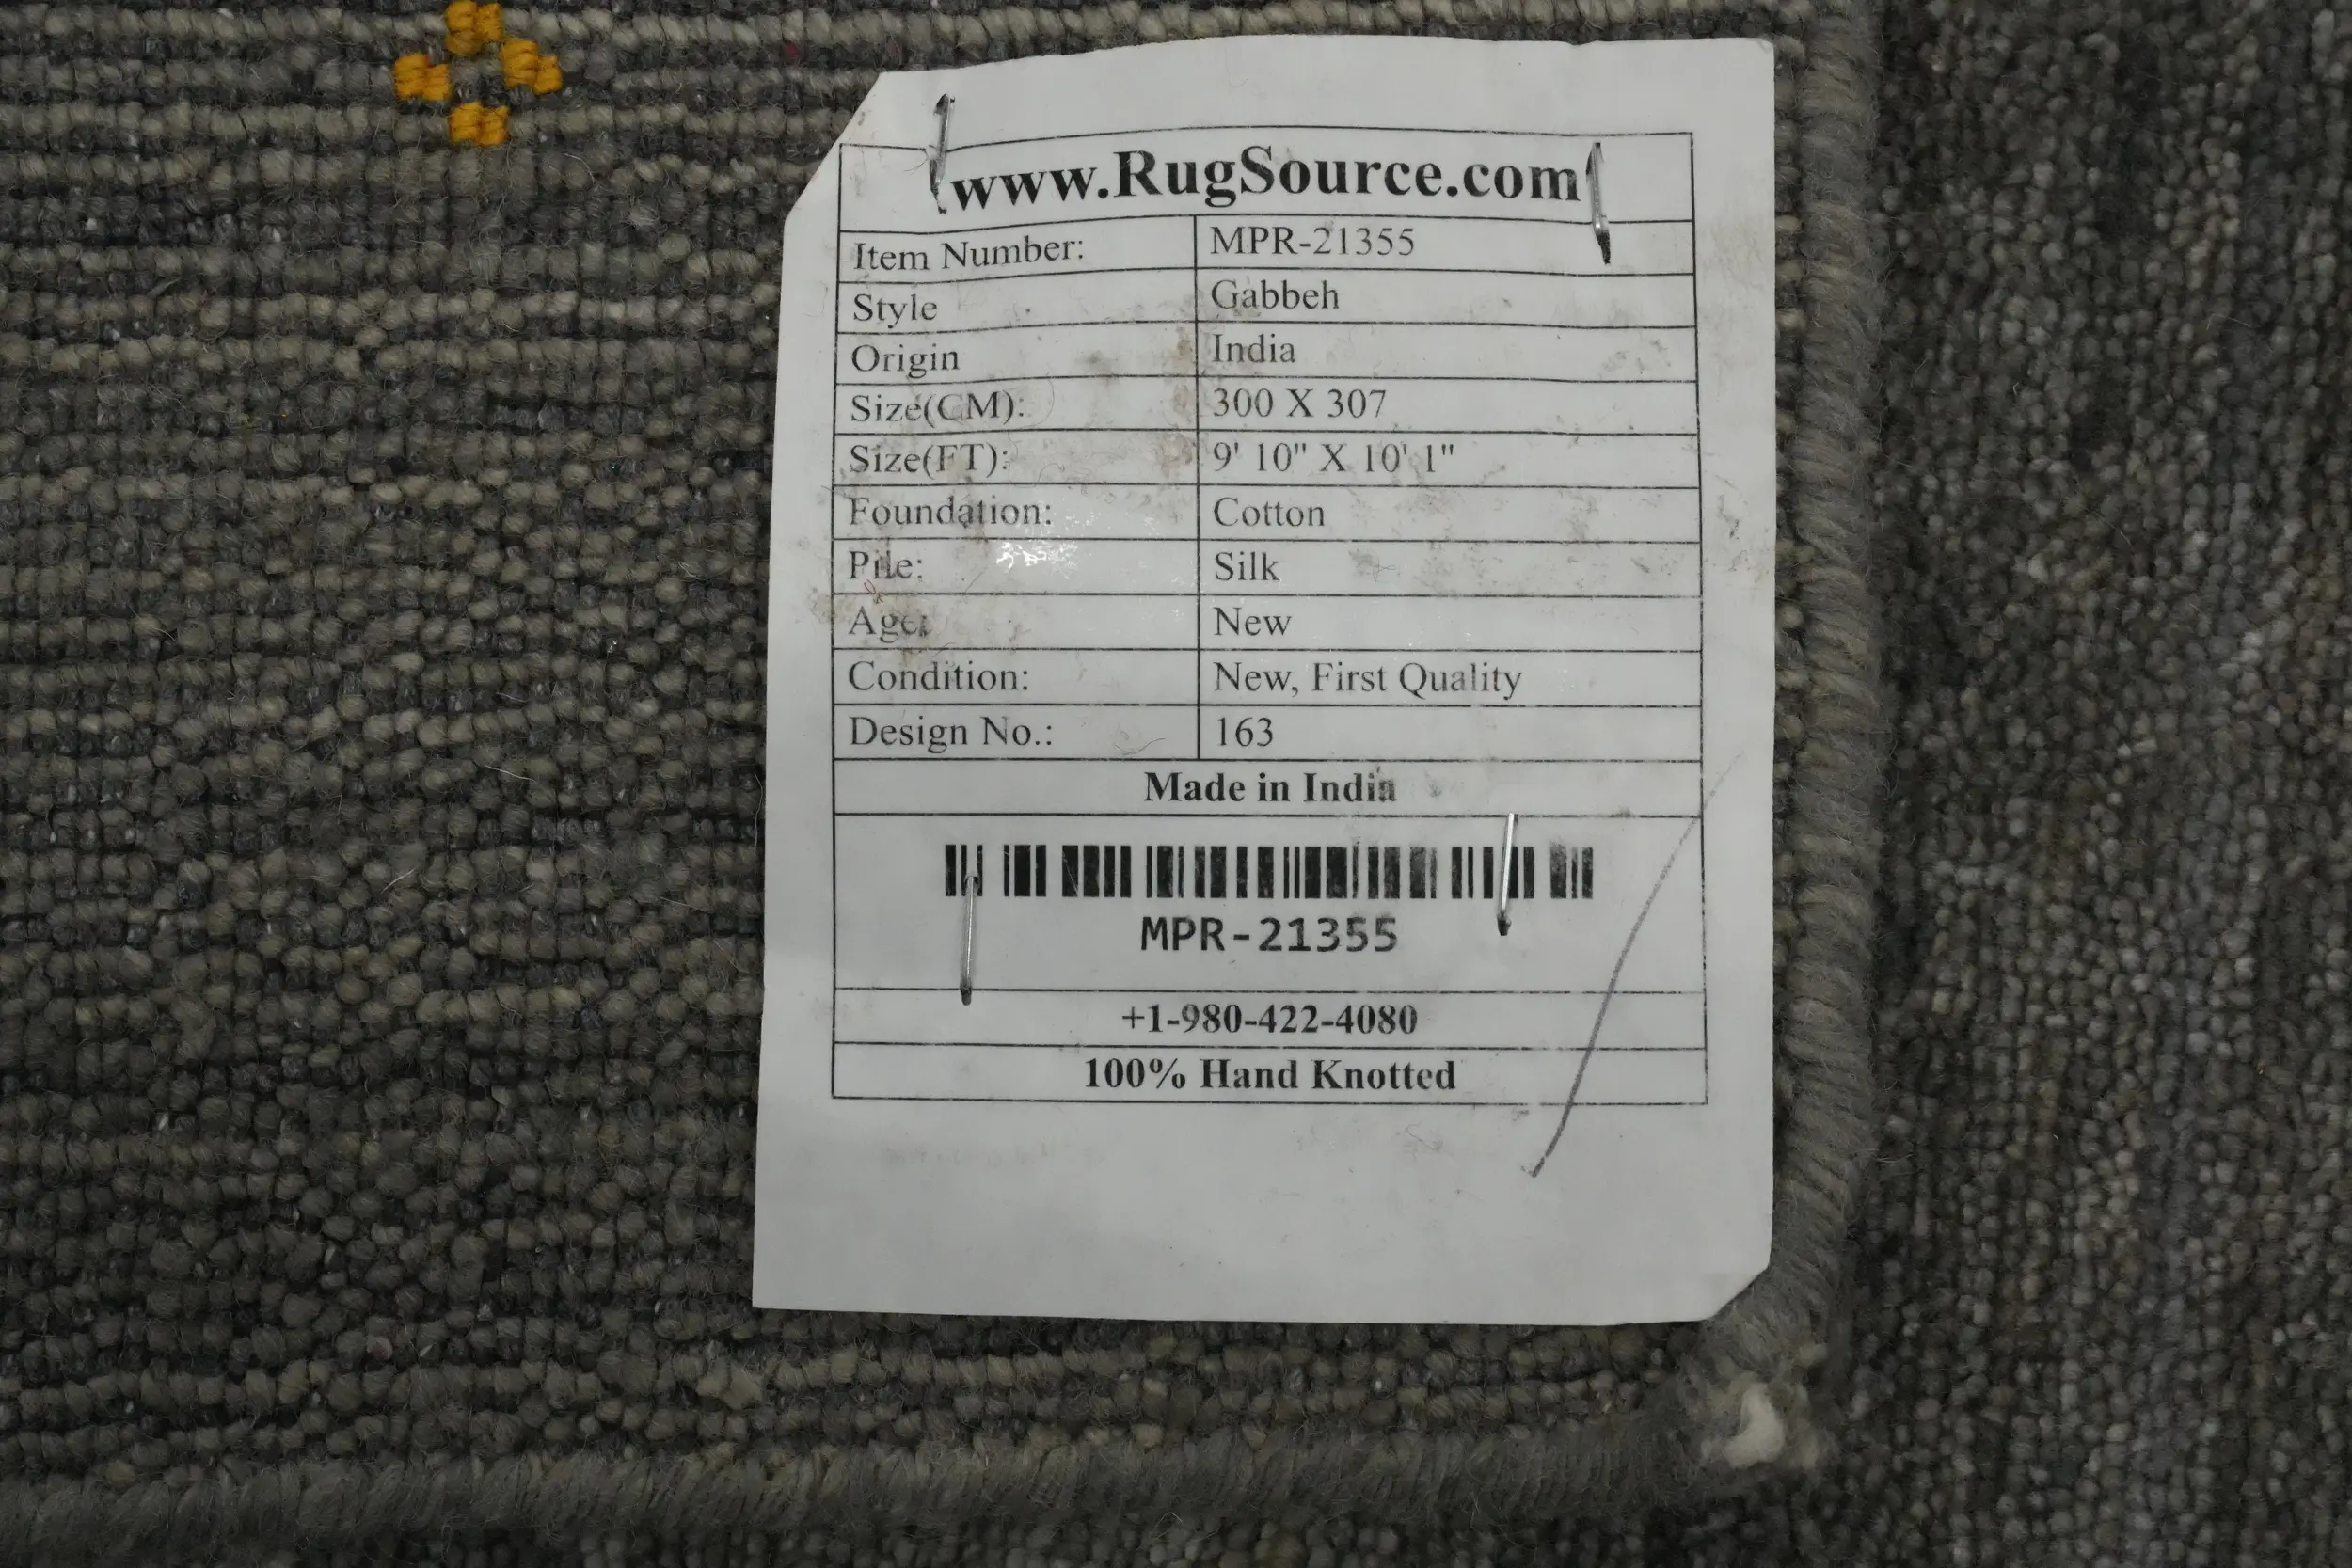 www.RugSource.com
Item Number: MPR-21355
Style Gabbeh
Origin India
Size(CM): 300 X 307
Size(FT): 9' 10" X 10' 1"
Foundation: Cotton
Pile: Silk
Age: New
Condition: New, First Quality
Design No.: 163
Made in India
MPR-21355
+1-980-422-4080
100% Hand Knotted